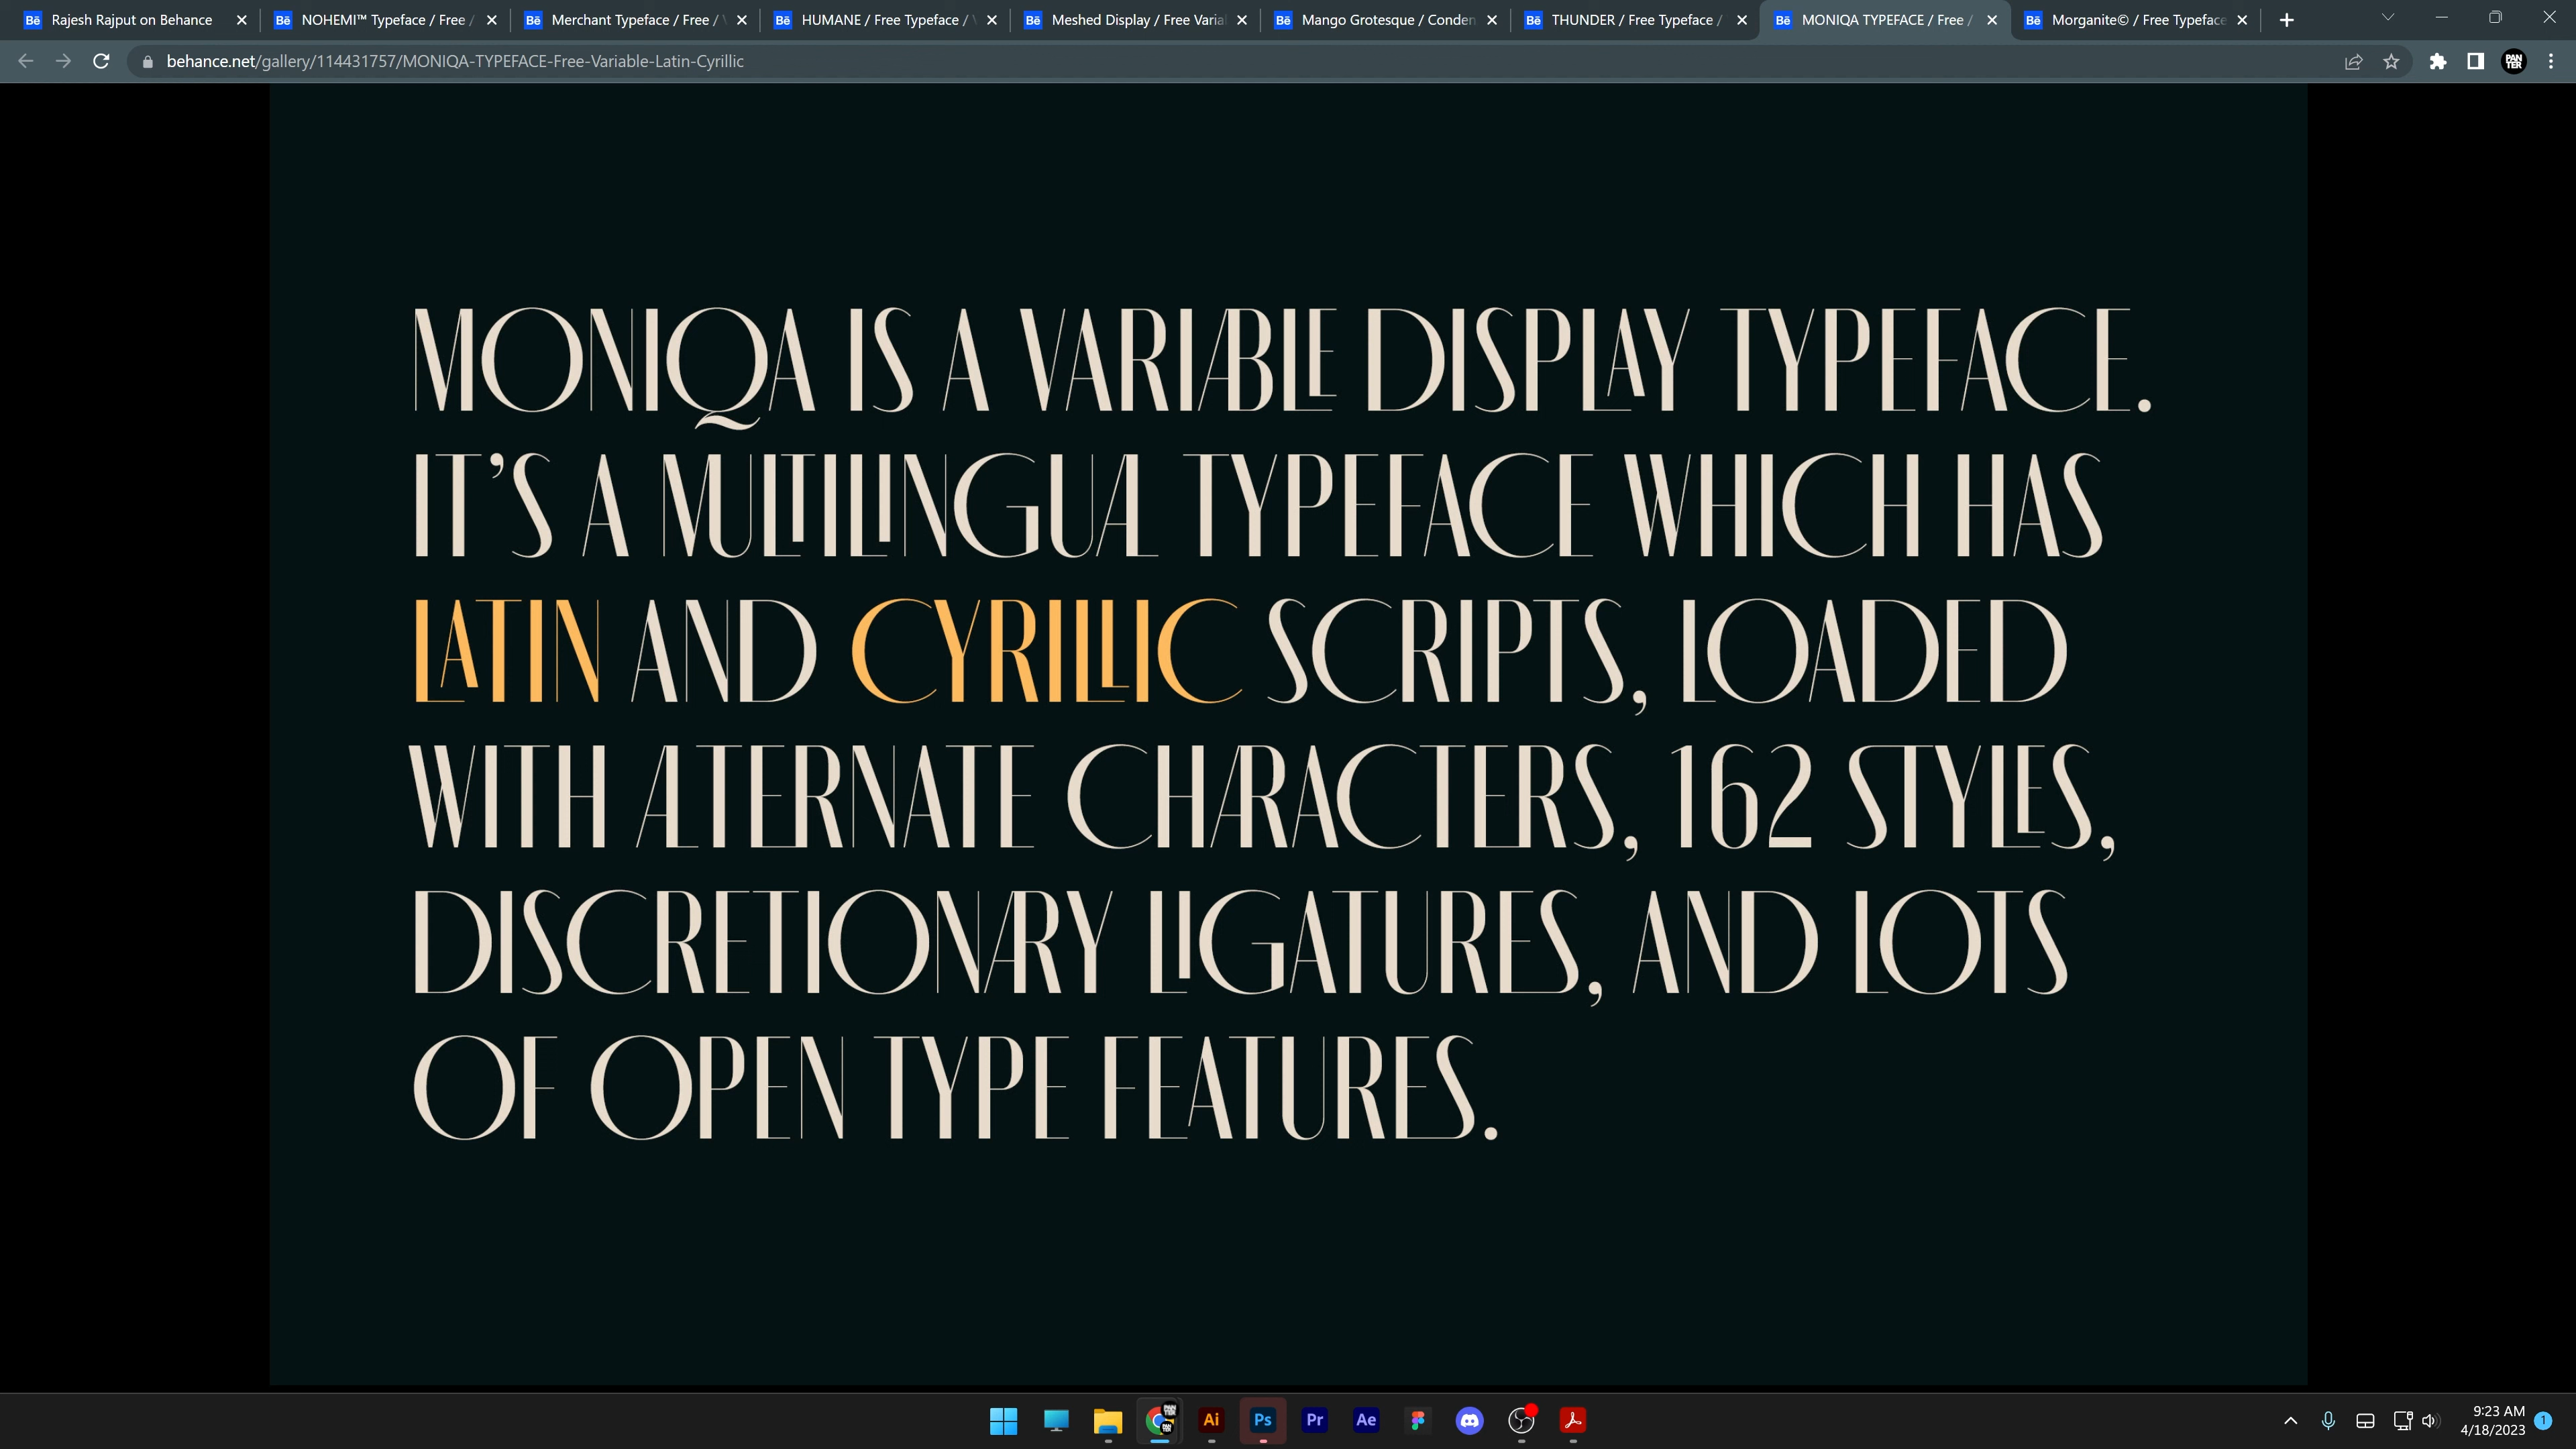 Rajesh Rajput on Behance
NOHEMI™ Typeface / Free /
Merchant Typeface / Free /
HUMANE / Free Typeface /
Meshed Display / Free Varia
Mango Grotesque / Conden
THUNDER / Free Typeface /
MONIQA TYPEFACE / Free /
Morganite© / Free Typeface
behance.net/gallery/114431757/MONIQA-TYPEFACE-Free-Variable-Latin-Cyrillic
PAN TER
MONIQA IS A VARIABLE DISPLAY TYPEFACE.
IT’S A MULTILINGUAL TYPEFACE WHICH HAS
LATIN AND CYRILLIC SCRIPTS, LOADED
WITH ALTERNATE CHARACTERS, 162 STYLES,
DISCRETIONARY LIGATURES, AND LOTS
OF OPEN TYPE FEATURES.
Ai Ps Pr Ae
9:23 AM
4/18/2023
1